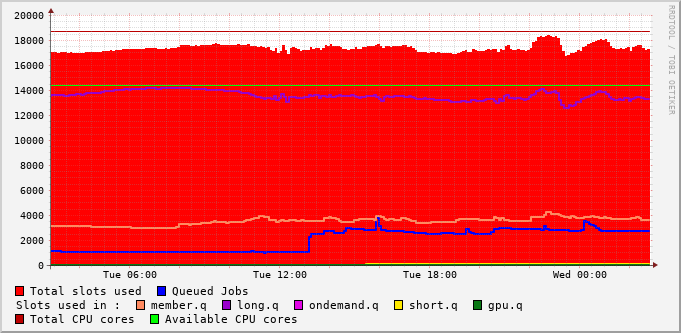 20000
18000
16000
14000
12000
10000
8000
6000
4000
2000
0
Tue 06:00 Tue 12:00 Tue 18:00 Wed 00:00
Total slots used Queued Jobs
Slots used in : member.q long.q ondemand.q short.q gpu.q
Total CPU cores Available CPU cores
RRDTOOL / TOBI OETIKER